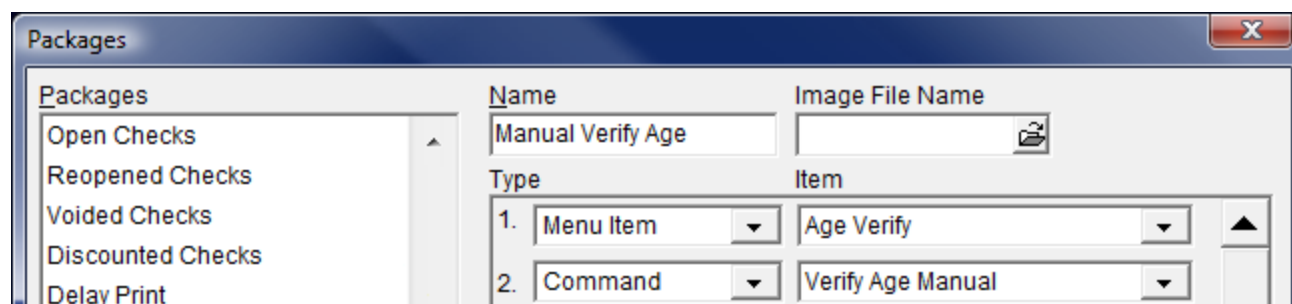 Packages
Packages
Open Checks
Reopened Checks
Voided Checks
Discounted Checks
Delay Print
Name
Manual Verify Age
Image File Name
Type
Item
1. Menu Item
Age Verify
2. Command
Verify Age Manual